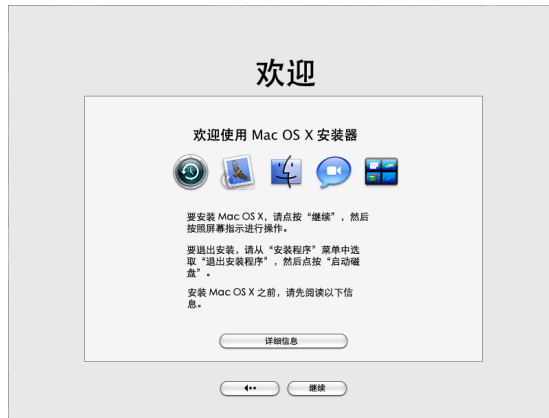 欢迎
欢迎使用 Mac OS X 安装器
要安装 Mac OS X，请点按“继续”，然后
按照屏幕指示进行操作。
要退出安装，请从“安装程序”菜单中选
取“退出安装程序”，然后点按“启动磁
盘”。
安装 Mac OS X 之前，请先阅读以下信
息。
详细信息
继续